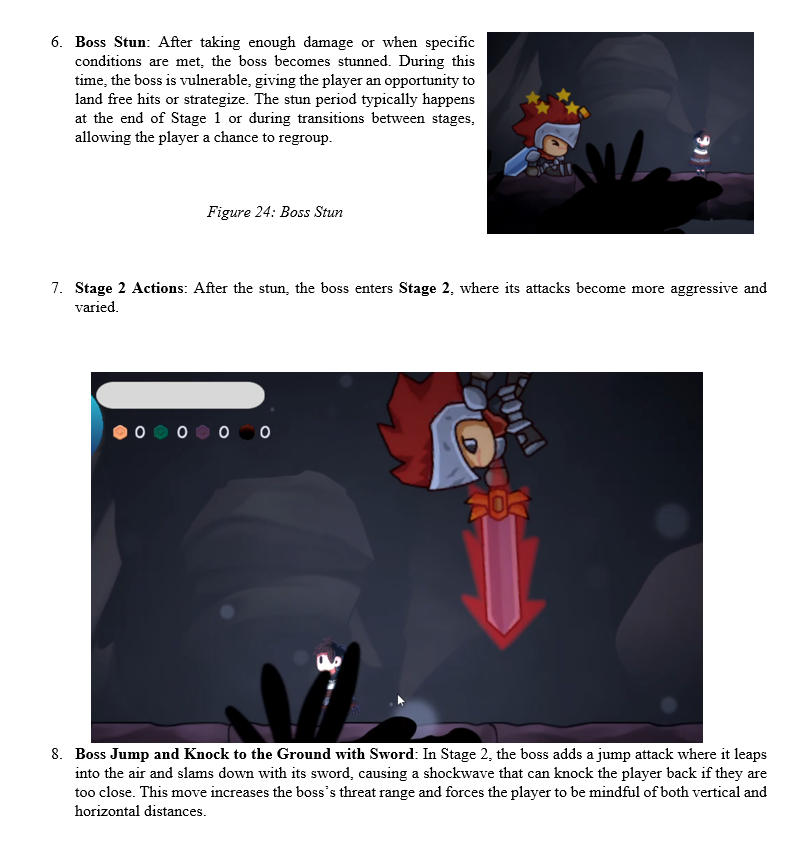 6. Boss Stun: After taking enough damage or when specific
conditions are met, the boss becomes stunned. During this
time, the boss is vulnerable, giving the player an opportunity to
land free hits or strategize. The stun period typically happens
at the end of Stage 1 or during transitions between stages,
allowing the player a chance to regroup.
Figure 24: Boss Stun
7. Stage 2 Actions: After the stun, the boss enters Stage 2, where its attacks become more aggressive and
varied.
0 0 0 0
8. Boss Jump and Knock to the Ground with Sword: In Stage 2, the boss adds a jump attack where it leaps
into the air and slams down with its sword, causing a shockwave that can knock the player back if they are
too close. This move increases the boss's threat range and forces the player to be mindful of both vertical and
horizontal distances.